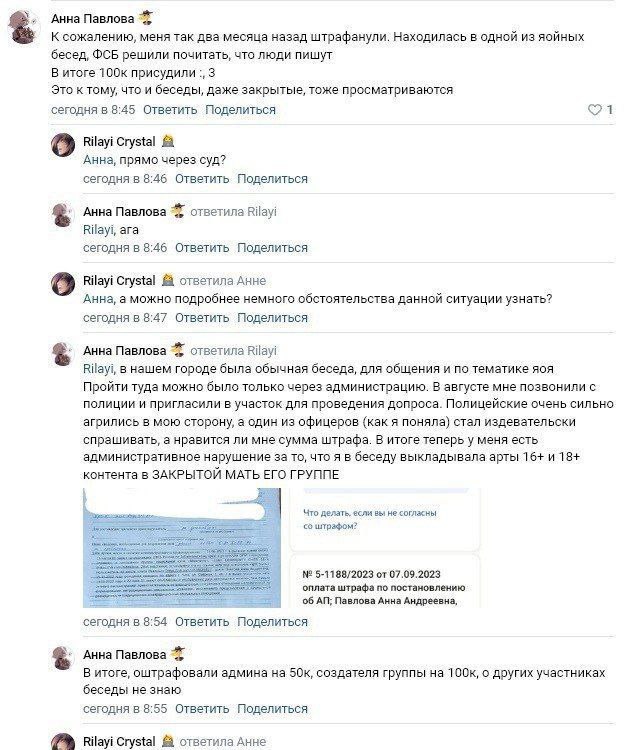 Анна Павлова
К сожалению, меня так два месяца назад штрафанули. Находилась в одной из яойных
бесед, ФСБ решили почитать, что люди пишут
В итоге 100к присудили :, 3
Это к тому, что и беседы, даже закрытые, тоже просматриваются
сегодня в 8:45 Ответить Поделиться
1
Rilayi Crystal
Анна, прямо через суд?
сегодня в 8:46 Ответить Поделиться
Анна Павлова ответила Rilayi
Rilayi, ага
сегодня в 8:46 Ответить Поделиться
Rilayi Crystal ответила Анне
Анна, а можно подробнее немного обстоятельства данной ситуации узнать?
сегодня в 8:47 Ответить Поделиться
Анна Павлова ответила Rilayi
Rilayi, в нашем городе была обычная беседа, для общения и по тематике яоя
Пройти туда можно было только через администрацию. В августе мне позвонили с
полиции и пригласили в участок для проведения допроса. Полицейские очень сильно
агрились в мою сторону, а один из офицеров (как я поняла) стал издевательски
спрашивать, а нравится ли мне сумма штрафа. В итоге теперь у меня есть
административное нарушение за то, что я в беседу выкладывала арты 16+ и 18+
контента в ЗАКРЫТОЙ МАТЬ ЕГО ГРУППЕ
Что делать, если вы не согласны
со штрафом?
№ 5-1188/2023 от 07.09.2023
оплата штрафа по постановлению
об АП; Павлова Анна Андреевна,
сегодня в 8:54 Ответить Поделиться
Анна Павлова
В итоге, оштрафовали админа на 50к, создателя группы на 100к, о других участниках
беседы не знаю
сегодня в 8:55 Ответить Поделиться
Rilayi Crystal ответила Анне